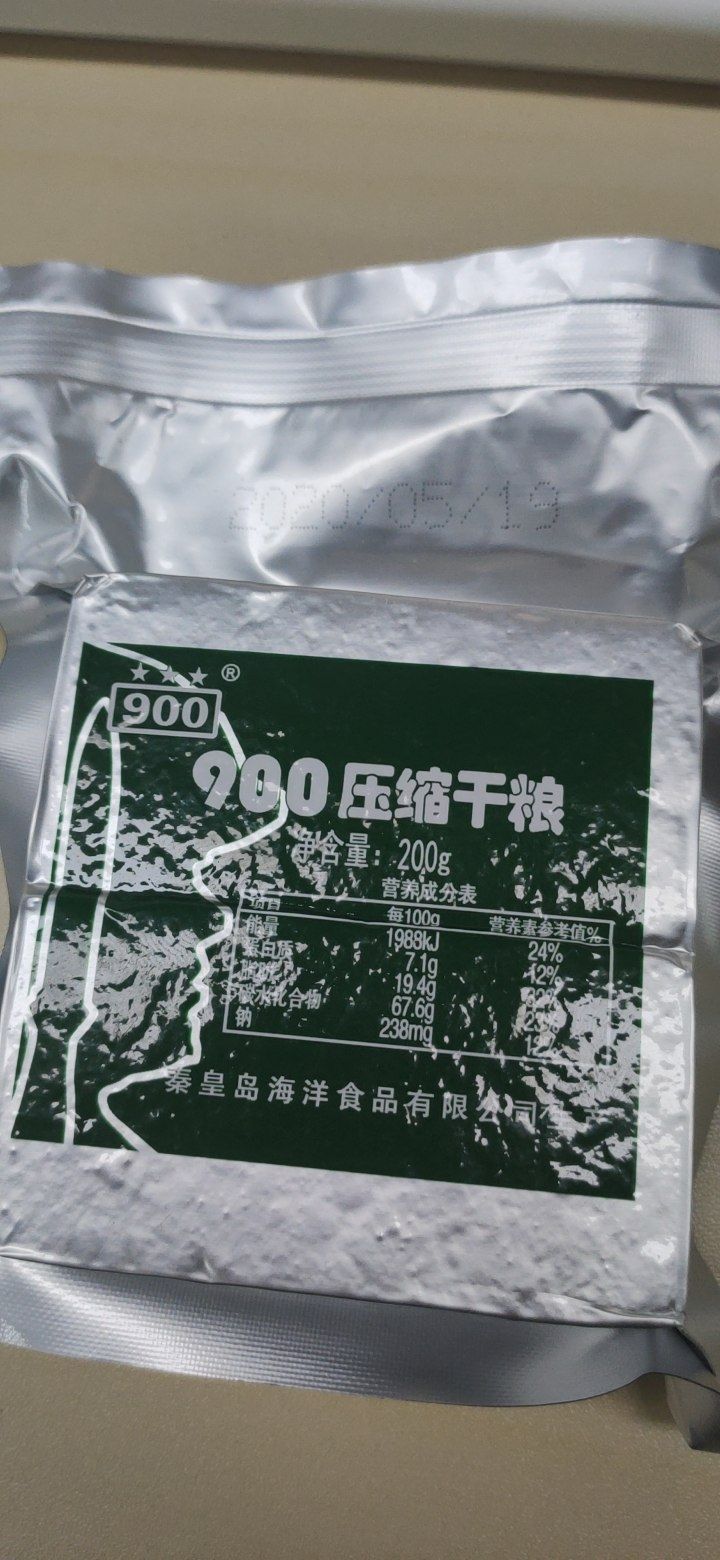 2020/05/19
★★★®
900
900压缩干粮
净含量：200g
营养成分表
项目 每100g 营养素参考值%
能量 1988kJ 24%
蛋白质 7.1g 12%
19.4g
碳水化合物 67.6g
钠 238mg
秦皇岛海洋食品有限公司